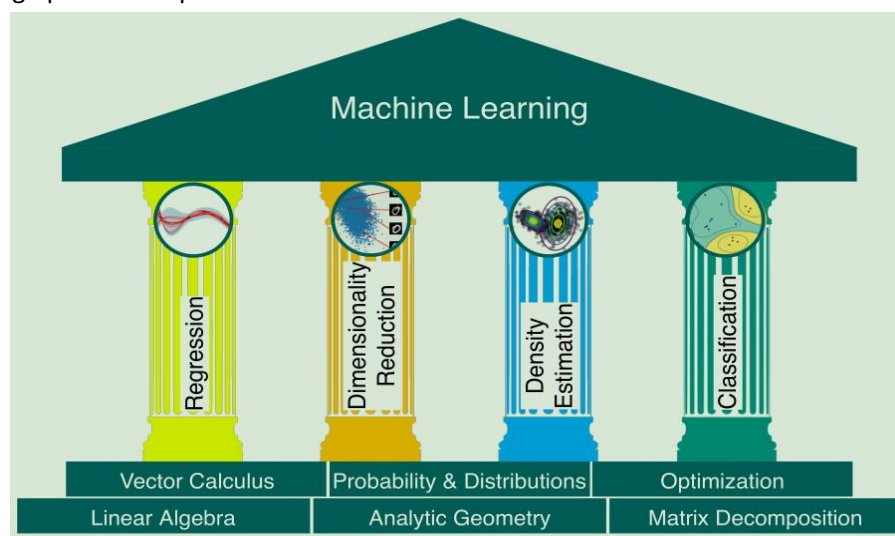 Machine Learning
Regression
Dimensionality
Reduction
Density
Estimation
Classification
Vector Calculus
Probability & Distributions
Optimization
Linear Algebra
Analytic Geometry
Matrix Decomposition